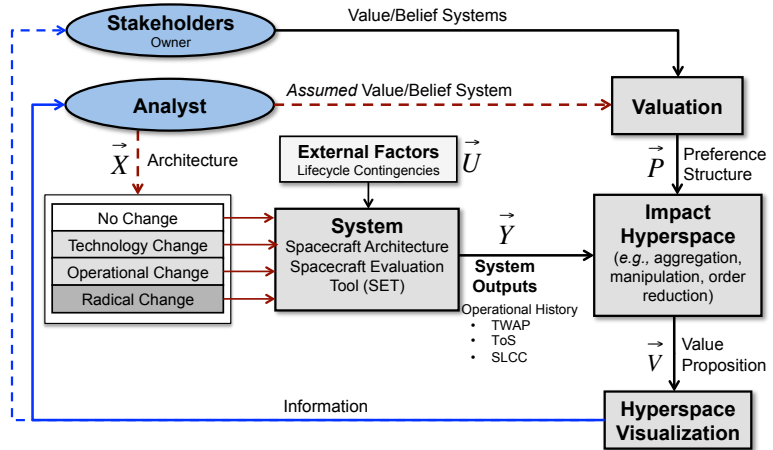 Stakeholders
Owner
Value/Belief Systems
Analyst
Assumed Value/Belief System
Valuation
X
Architecture
External Factors
Lifecycle Contingencies
U
P
Preference
Structure
No Change
Technology Change
Operational Change
Radical Change
System
Spacecraft Architecture
Spacecraft Evaluation
Tool (SET)
Y
System
Outputs
Operational History
• TWAP
• ToS
• SLCC
Impact
Hyperspace
(e.g., aggregation,
manipulation, order
reduction)
V
Value
Proposition
Information
Hyperspace
Visualization